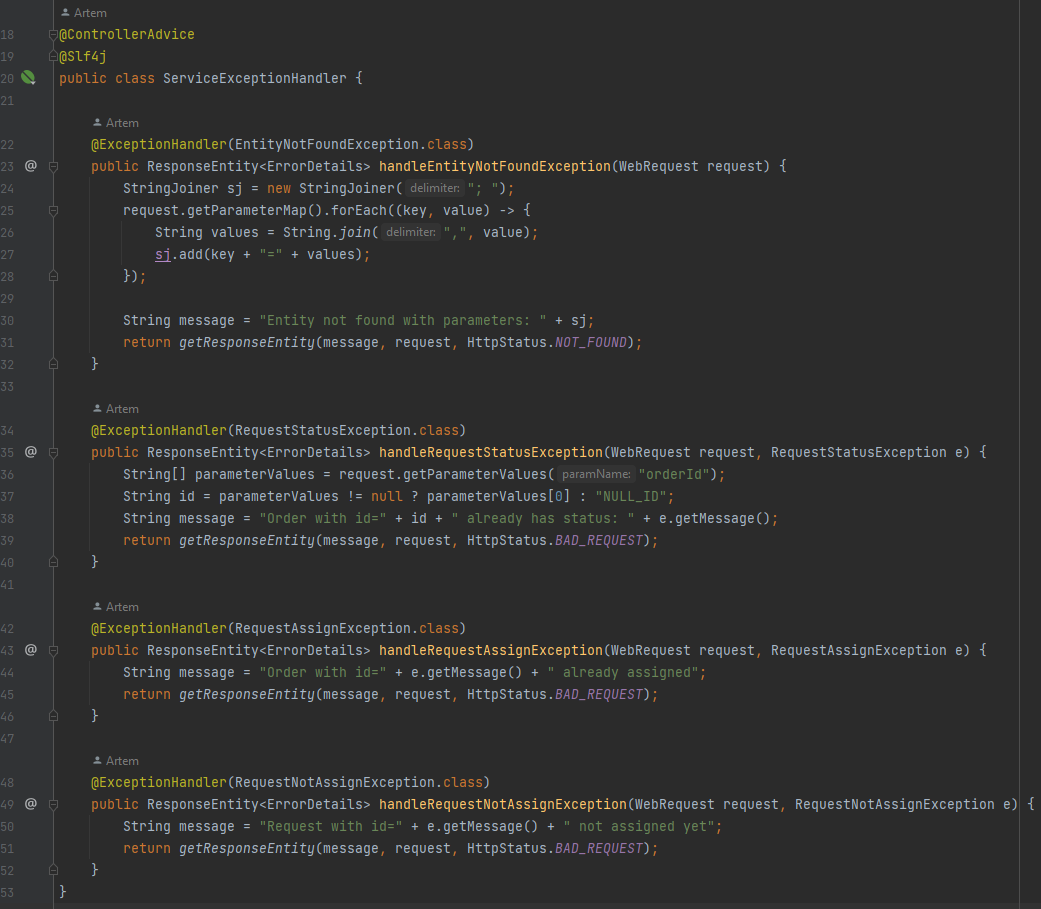 Artem
18 @ControllerAdvice
19 @Slf4j
20 public class ServiceExceptionHandler {
21
Artem
22 @ExceptionHandler(EntityNotFoundException.class)
23 @ public ResponseEntity<ErrorDetails> handleEntityNotFoundException(WebRequest request) {
24 StringJoiner sj = new StringJoiner( delimiter: "; ");
25 request.getParameterMap().forEach((key, value) -> {
26 String values = String.join( delimiter: ",", value);
27 sj.add(key + "=" + values);
28 });
29
30 String message = "Entity not found with parameters: " + sj;
31 return getResponseEntity(message, request, HttpStatus.NOT_FOUND);
32 }
33
Artem
34 @ExceptionHandler(RequestStatusException.class)
35 @ public ResponseEntity<ErrorDetails> handleRequestStatusException(WebRequest request, RequestStatusException e) {
36 String[] parameterValues = request.getParameterValues( paramName: "orderId");
37 String id = parameterValues != null ? parameterValues[0] : "NULL_ID";
38 String message = "Order with id=" + id + " already has status: " + e.getMessage();
39 return getResponseEntity(message, request, HttpStatus.BAD_REQUEST);
40 }
41
Artem
42 @ExceptionHandler(RequestAssignException.class)
43 @ public ResponseEntity<ErrorDetails> handleRequestAssignException(WebRequest request, RequestAssignException e) {
44 String message = "Order with id=" + e.getMessage() + " already assigned";
45 return getResponseEntity(message, request, HttpStatus.BAD_REQUEST);
46 }
47
Artem
48 @ExceptionHandler(RequestNotAssignException.class)
49 @ public ResponseEntity<ErrorDetails> handleRequestNotAssignException(WebRequest request, RequestNotAssignException e) {
50 String message = "Request with id=" + e.getMessage() + " not assigned yet";
51 return getResponseEntity(message, request, HttpStatus.BAD_REQUEST);
52 }
53 }